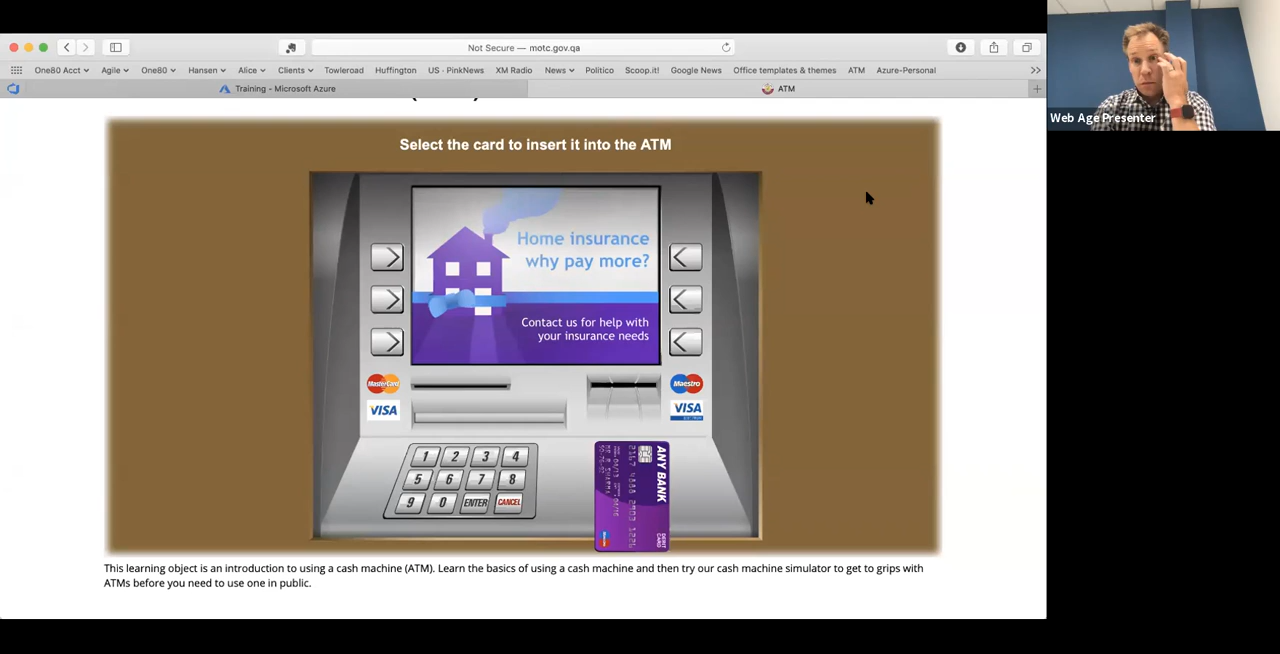 Not Secure — motc.gov.qa
One80 Acct Agile One80 Hansen Alice Clients Towleroad Huffington US - PinkNews XM Radio News Politico Scoop.it! Google News Office templates & themes ATM Azure-Personal
Training - Microsoft Azure
ATM
Web Age Presenter
Select the card to insert it into the ATM
Home insurance
why pay more?
Contact us for help with
your insurance needs
MasterCard
Maestro
VISA
VISA
1 2 3 4
5 6 7 8
9 0 ENTER CANCEL
ANY BANK
DEBIT
CARD
This learning object is an introduction to using a cash machine (ATM). Learn the basics of using a cash machine and then try our cash machine simulator to get to grips with
ATMs before you need to use one in public.